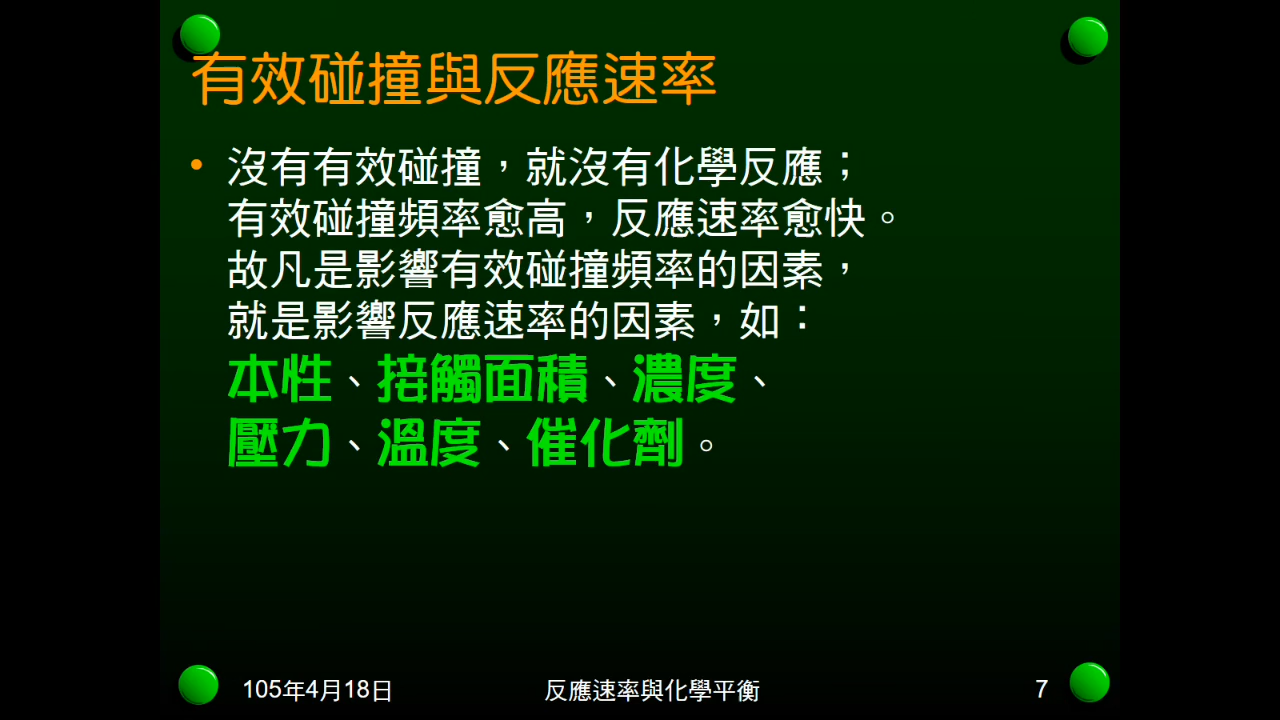 有效碰撞與反應速率
• 沒有有效碰撞，就沒有化學反應；
有效碰撞頻率愈高，反應速率愈快。
故凡是影響有效碰撞頻率的因素，
就是影響反應速率的因素，如：
本性、接觸面積、濃度、
壓力、溫度、催化劑。
105年4月18日
反應速率與化學平衡
7